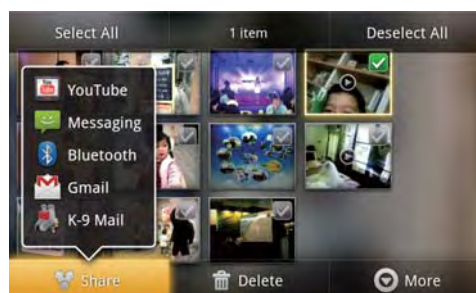 Select All
1 item
Deselect All
YouTube
Messaging
Bluetooth
Gmail
K-9 Mail
Share
Delete
More